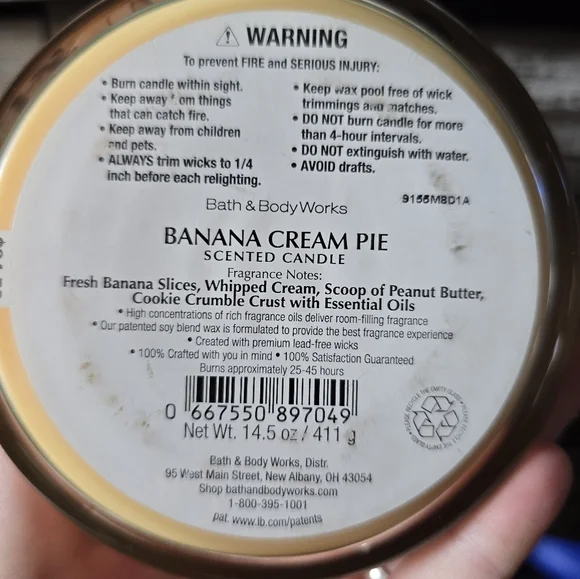 WARNING
To prevent FIRE and SERIOUS INJURY:
• Burn candle within sight.
• Keep away from things
that can catch fire.
• Keep away from children
and pets.
• ALWAYS trim wicks to 1/4
inch before each relighting.
• Keep wax pool free of wick
trimmings and matches.
• DO NOT burn candle for more
than 4-hour intervals.
• DO NOT extinguish with water.
• AVOID drafts.
Bath & Body Works
9155M8D1A
BANANA CREAM PIE
SCENTED CANDLE
Fragrance Notes:
Fresh Banana Slices, Whipped Cream, Scoop of Peanut Butter,
Cookie Crumble Crust with Essential Oils
• High concentrations of rich fragrance oils deliver room-filling fragrance
• Our patented soy blend wax is formulated to provide the best fragrance experience
• Created with premium lead-free wicks
• 100% Crafted with you in mind • 100% Satisfaction Guaranteed
Burns approximately 25-45 hours
0 667550 897049
Net Wt. 14.5 oz / 411 g
Bath & Body Works, Distr.
95 West Main Street, New Albany, OH 43054
Shop bathandbodyworks.com
1-800-395-1001
pat. www.lb.com/patents